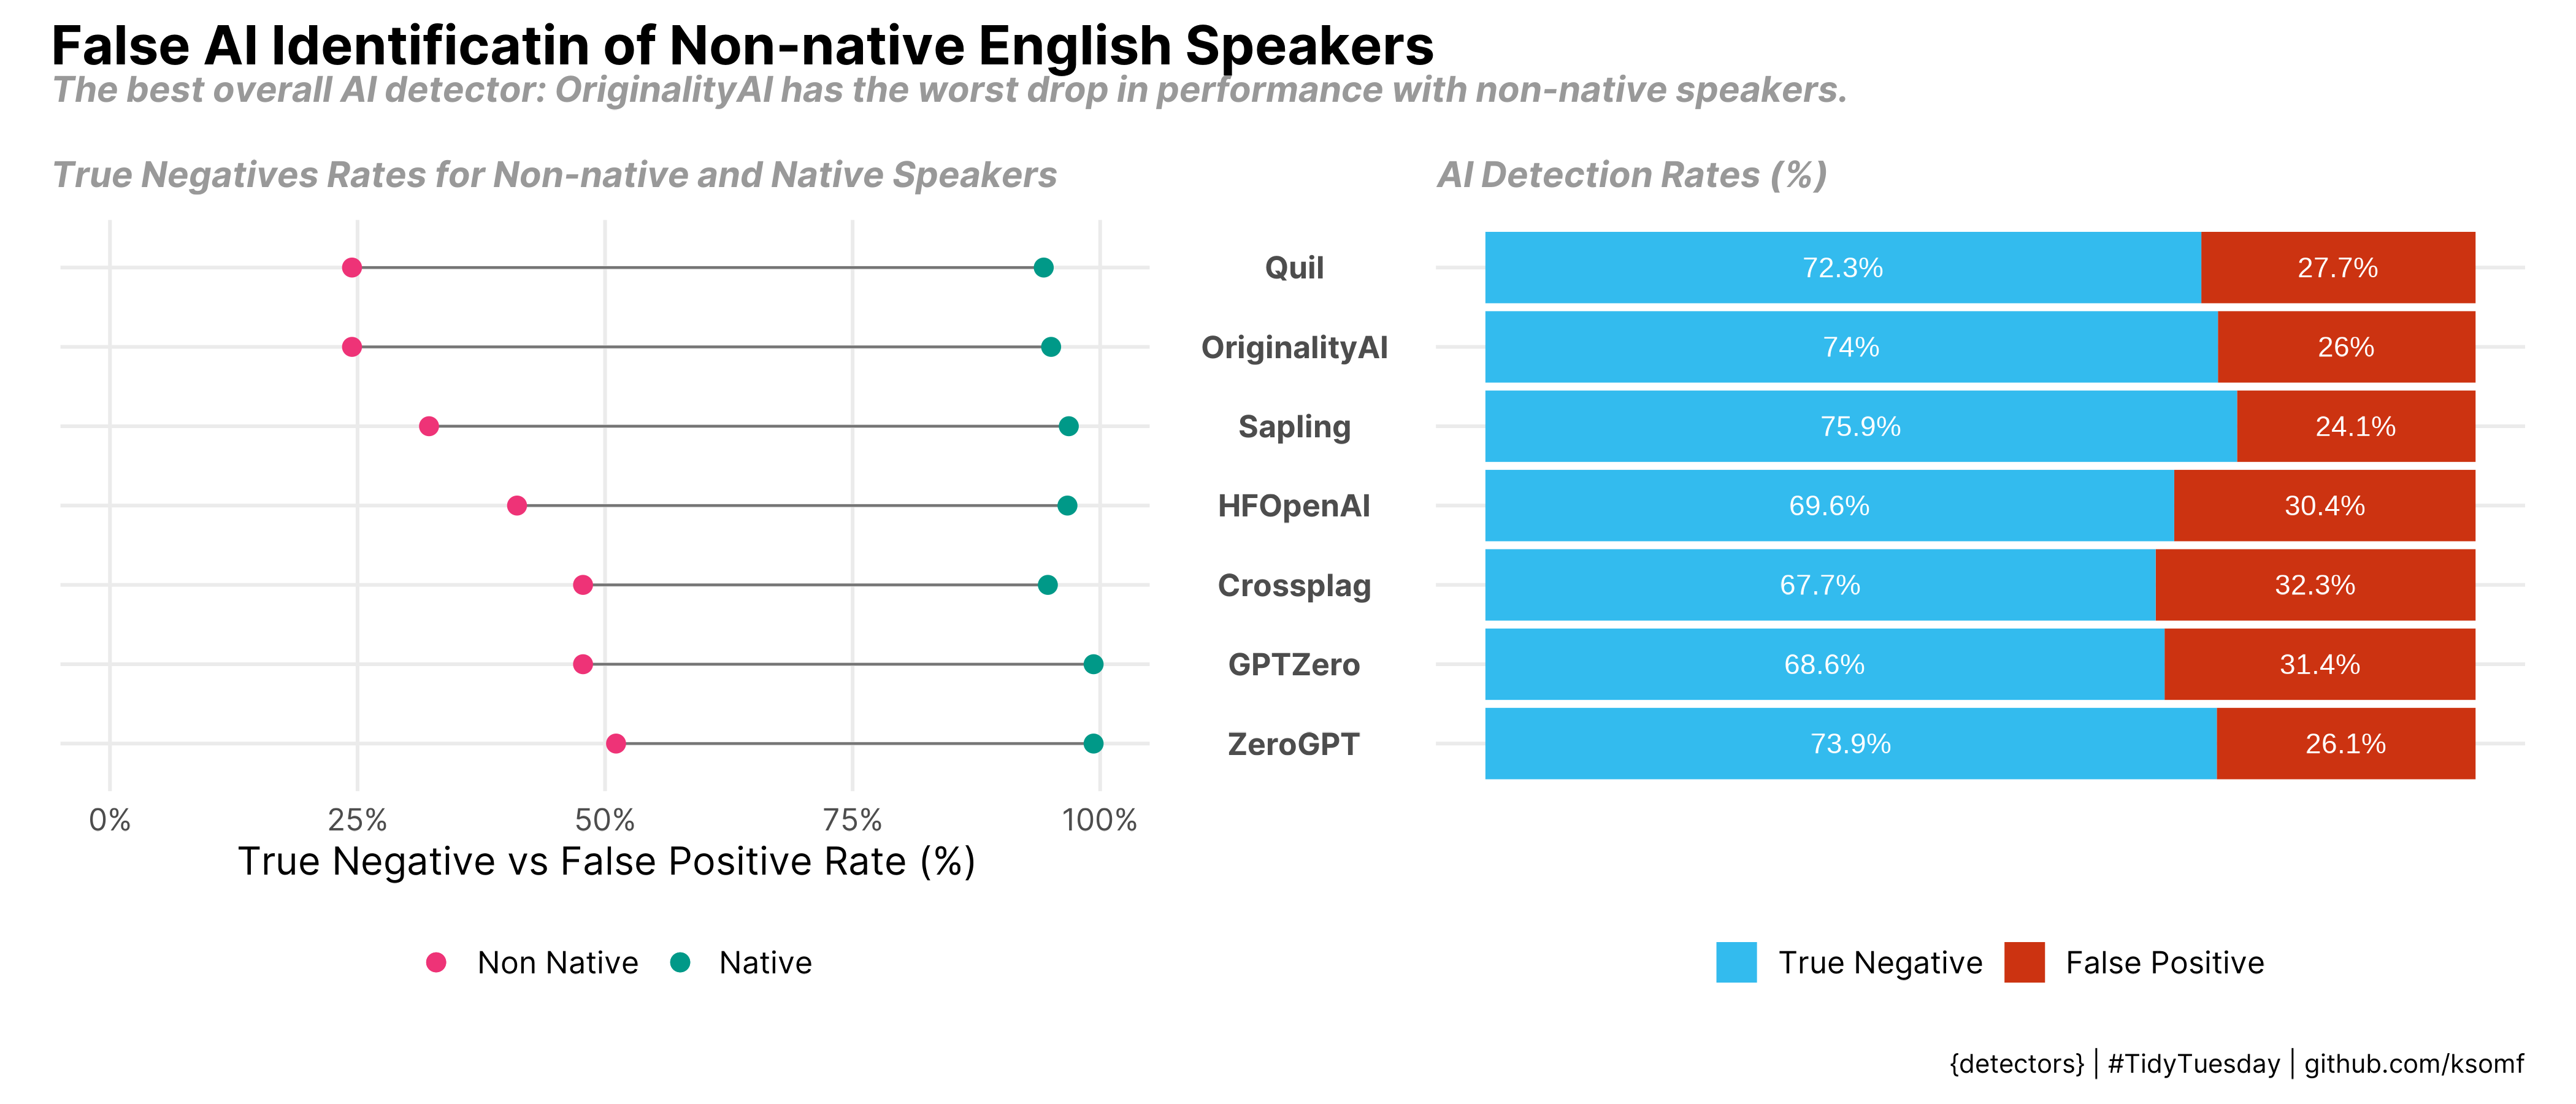 False AI Identificatin of Non-native English Speakers
The best overall AI detector: OriginalityAI has the worst drop in performance with non-native speakers.
True Negatives Rates for Non-native and Native Speakers
AI Detection Rates (%)
Quil
72.3%
27.7%
OriginalityAI
74%
26%
Sapling
75.9%
24.1%
HFOpenAI
69.6%
30.4%
Crossplag
67.7%
32.3%
GPTZero
68.6%
31.4%
ZeroGPT
73.9%
26.1%
0% 25% 50% 75% 100%
True Negative vs False Positive Rate (%)
Non Native Native
True Negative False Positive
{detectors} | #TidyTuesday | github.com/ksomf